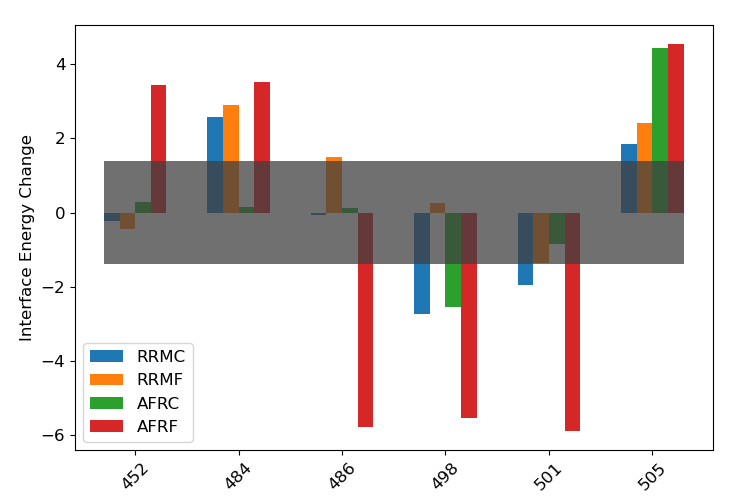 Interface Energy Change
4
2
0
−2
−4
−6
RRMC
RRMF
AFRC
AFRF
452
484
486
498
501
505